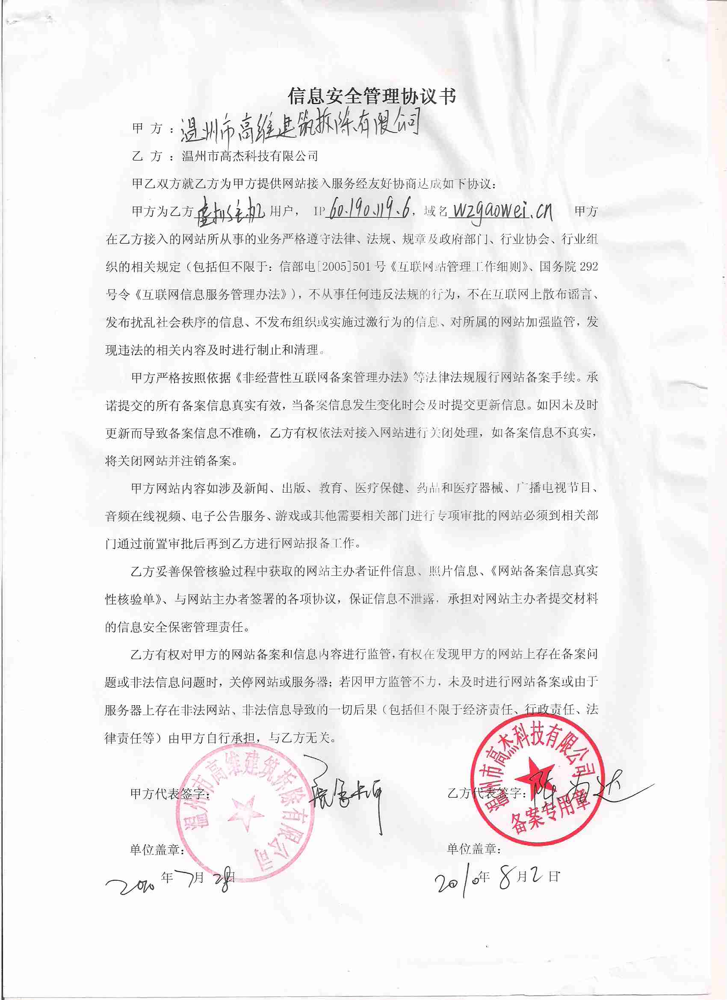 信息安全管理协议书
甲 方：温州市高维建筑拆除有限公司
乙 方：温州市高杰科技有限公司
甲乙双方就乙方为甲方提供网站接入服务经友好协商达成如下协议：
甲方为乙方虚拟主机用户， IP 60.190.119.6，域名 wzgaowei.cn 甲方
在乙方接入的网站所从事的业务严格遵守法律、法规、规章及政府部门、行业协会、行业组
织的相关规定（包括但不限于：信部电[2005]501 号《互联网站管理工作细则》、国务院 292
号令《互联网信息服务管理办法》），不从事任何违反法规的行为，不在互联网上散布谣言、
发布扰乱社会秩序的信息、不发布组织或实施过激行为的信息、对所属的网站加强监管，发
现违法的相关内容及时进行制止和清理。
甲方严格按照依据《非经营性互联网备案管理办法》等法律法规履行网站备案手续。承
诺提交的所有备案信息真实有效，当备案信息发生变化时会及时提交更新信息。如因未及时
更新而导致备案信息不准确，乙方有权依法对接入网站进行关闭处理，如备案信息不真实，
将关闭网站并注销备案。
甲方网站内容如涉及新闻、出版、教育、医疗保健、药品和医疗器械、广播电视节目、
音频在线视频、电子公告服务、游戏或其他需要相关部门进行专项审批的网站必须到相关部
门通过前置审批后再到乙方进行网站报备工作。
乙方妥善保管核验过程中获取的网站主办者证件信息、照片信息、《网站备案信息真实
性核验单》、与网站主办者签署的各项协议，保证信息不泄露，承担对网站主办者提交材料
的信息安全保密管理责任。
乙方有权对甲方的网站备案和信息内容进行监管，有权在发现甲方的网站上存在备案问
题或非法信息问题时，关停网站或服务器；若因甲方监管不力，未及时进行网站备案或由于
服务器上存在非法网站、非法信息导致的一切后果（包括但不限于经济责任、行政责任、法
律责任等）由甲方自行承担，与乙方无关。
温州市高维建筑拆除有限公司
温州市高杰科技有限公司
备案专用章
甲方代表签字：
乙方代表签字：
单位盖章：
单位盖章：
年7月28日
2010年8月2日